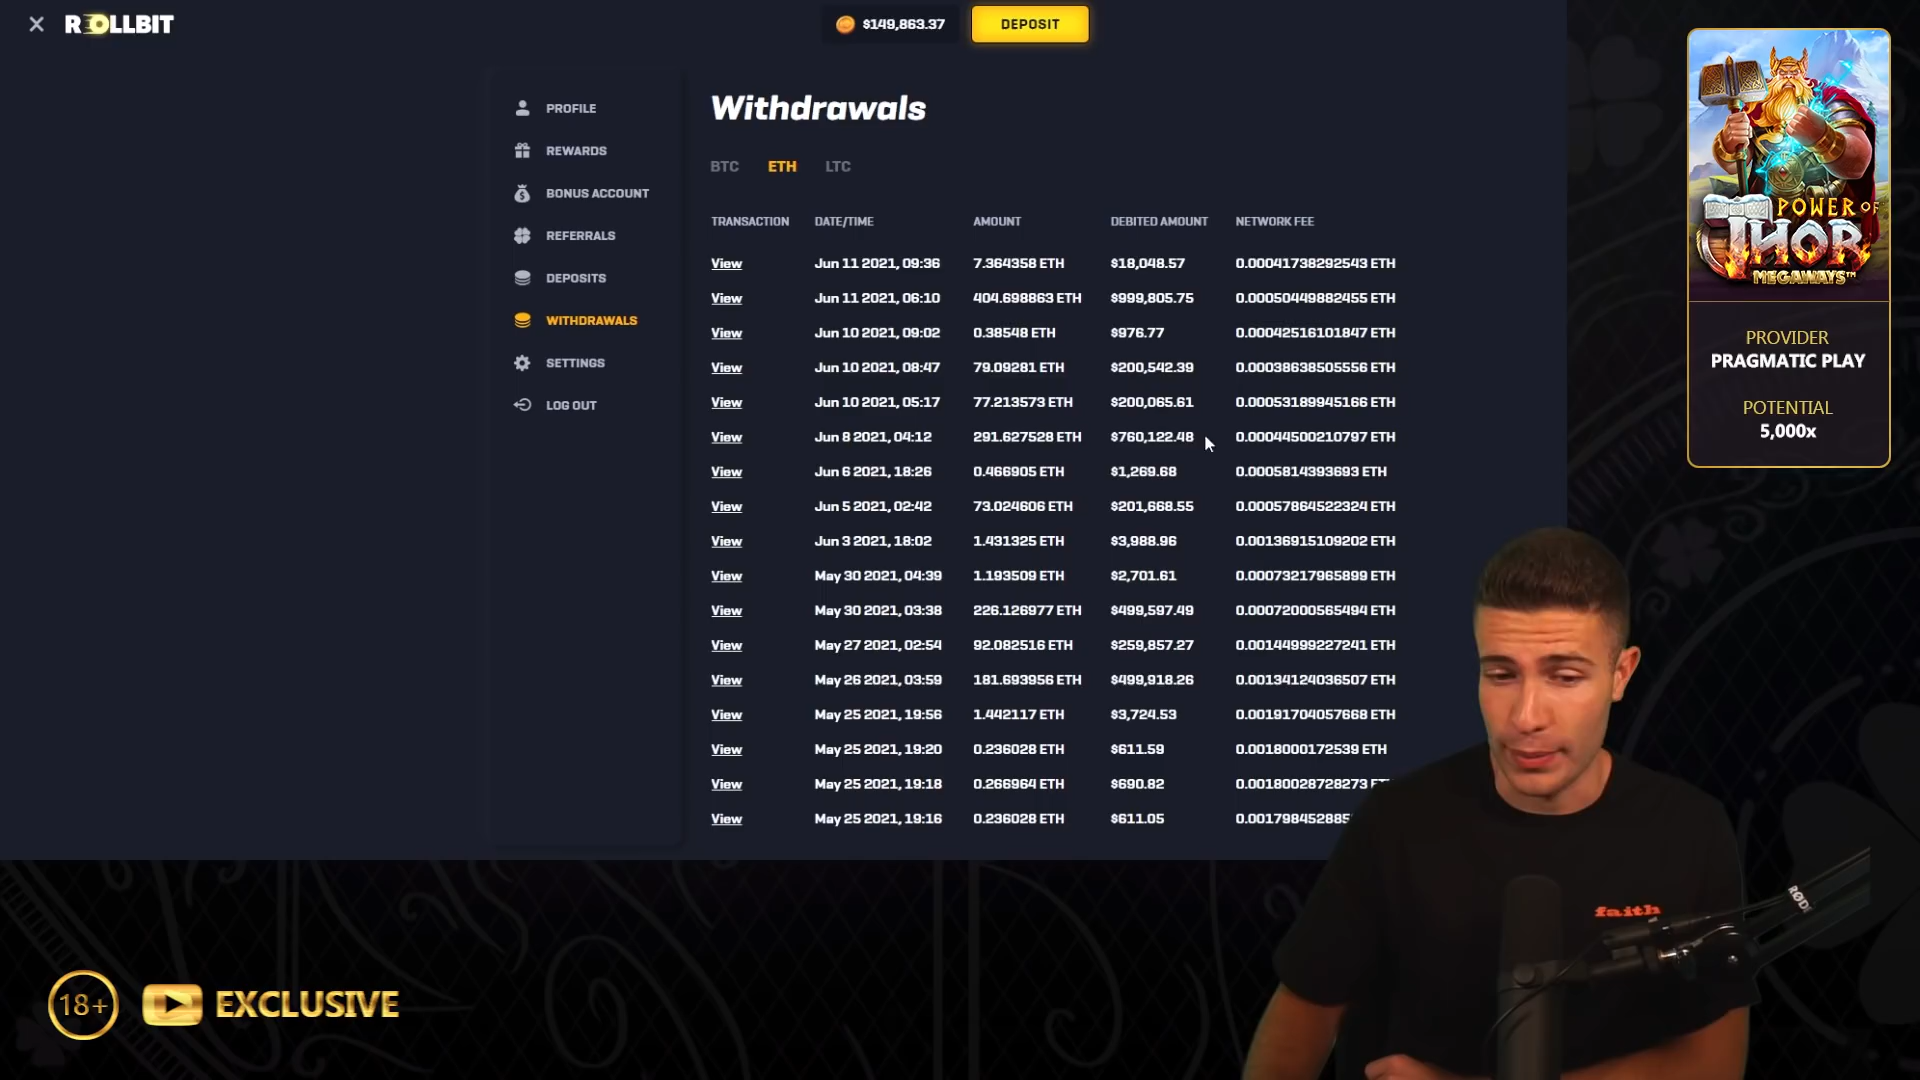 ROLLBIT
$149,863.37
DEPOSIT
PROFILE
REWARDS
BONUS ACCOUNT
REFERRALS
DEPOSITS
WITHDRAWALS
SETTINGS
LOG OUT
Withdrawals
BTC ETH LTC
TRANSACTION DATE/TIME AMOUNT DEBITED AMOUNT NETWORK FEE
View Jun 11 2021, 09:36 7.364358 ETH $18,048.57 0.00041738292543 ETH
View Jun 11 2021, 06:10 404.698863 ETH $999,805.75 0.00050449882455 ETH
View Jun 10 2021, 09:02 0.38548 ETH $976.77 0.00042516101847 ETH
View Jun 10 2021, 08:47 79.09281 ETH $200,542.39 0.00038638505556 ETH
View Jun 10 2021, 05:17 77.213573 ETH $200,065.61 0.00053189945166 ETH
View Jun 8 2021, 04:12 291.627528 ETH $760,122.48 0.00044500210797 ETH
View Jun 6 2021, 18:26 0.466905 ETH $1,269.68 0.0005814393693 ETH
View Jun 5 2021, 02:42 73.024606 ETH $201,668.55 0.00057864522324 ETH
View Jun 3 2021, 18:02 1.431325 ETH $3,988.96 0.00136915109202 ETH
View May 30 2021, 04:39 1.193509 ETH $2,701.61 0.00073217965899 ETH
View May 30 2021, 03:38 226.126977 ETH $499,597.49 0.00072000565494 ETH
View May 27 2021, 02:54 92.082516 ETH $259,857.27 0.00144999227241 ETH
View May 26 2021, 03:59 181.693956 ETH $499,918.26 0.00134124036507 ETH
View May 25 2021, 19:56 1.442117 ETH $3,724.53 0.00191704057668 ETH
View May 25 2021, 19:20 0.236028 ETH $611.59 0.0018000172539 ETH
View May 25 2021, 19:18 0.266964 ETH $690.82 0.00180028728273
View May 25 2021, 19:16 0.236028 ETH $611.05
POWER OF
THOR
MEGAWAYS™
PROVIDER
PRAGMATIC PLAY
POTENTIAL
5,000x
faith
RØDE
18+ EXCLUSIVE